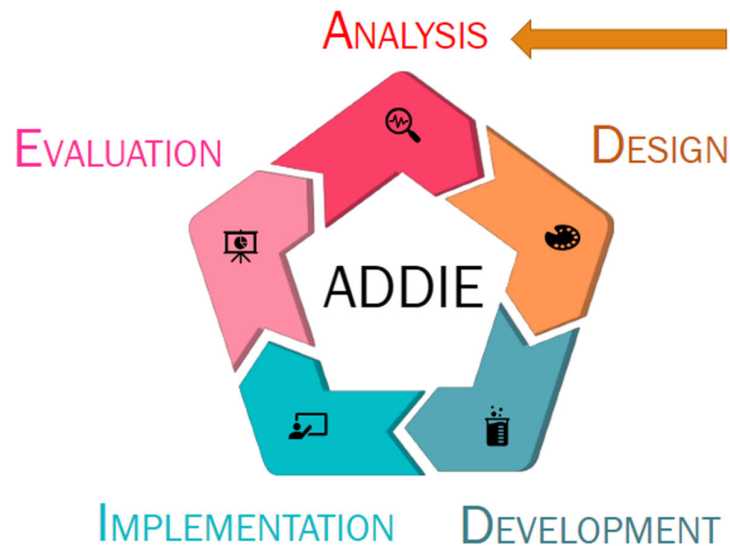 ANALYSIS
EVALUATION
DESIGN
ADDIE
IMPLEMENTATION
DEVELOPMENT